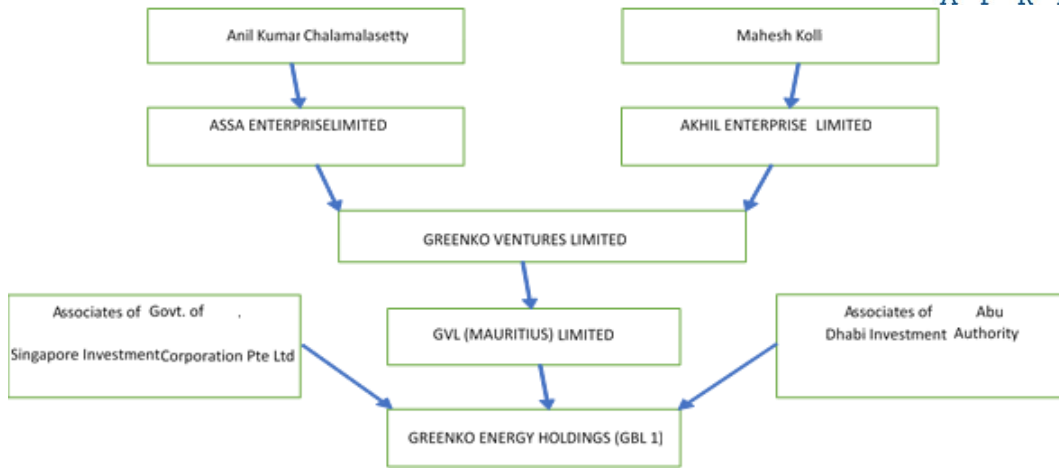 Anil Kumar Chalamalasetty
Mahesh Kolli
ASSA ENTERPRISELIMITED
AKHIL ENTERPRISE LIMITED
GREENKO VENTURES LIMITED
Associates of Govt. of .
Singapore InvestmentCorporation Pte Ltd
GVL (MAURITIUS) LIMITED
Associates of Abu
Dhabi Investment Authority
GREENKO ENERGY HOLDINGS (GBL 1]